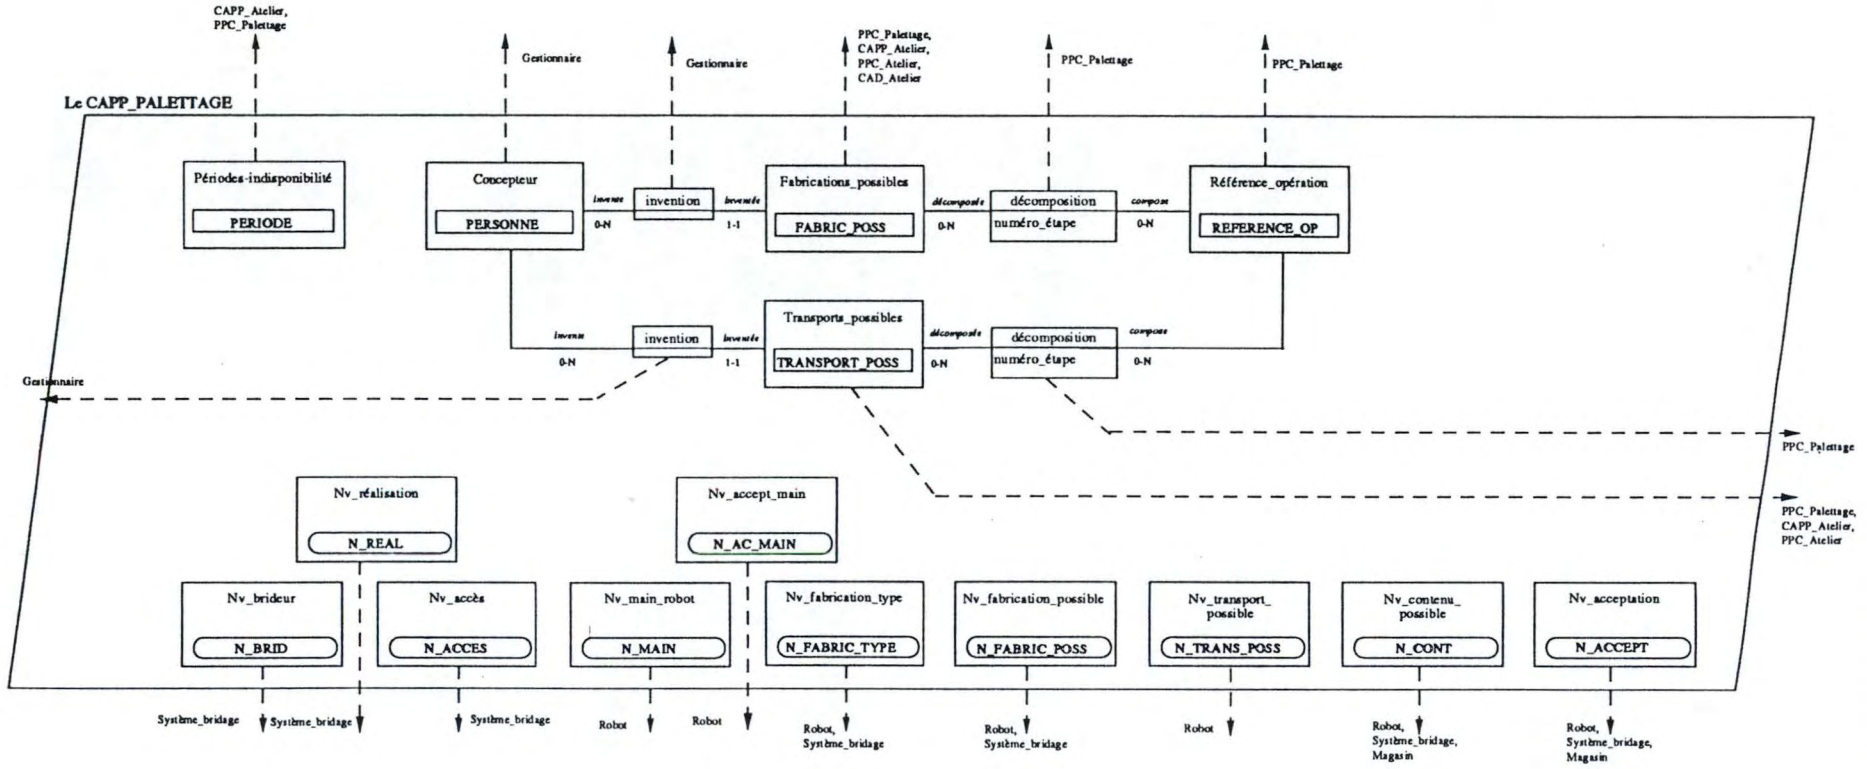 CAPP_Atelier,
PPC_Palettage
Gestionnaire
Gestionnaire
PPC_Palettage,
CAPP_Atelier,
PPC_Atelier,
CAD_Atelier
PPC_Palettage
PPC_Palettage
Le CAPP_PALETTAGE
Périodes-indisponibilité
PERIODE
Concepteur
PERSONNE
invente
0-N
invention
inventée
1-1
Fabrications_possibles
FABRIC_POSS
décomposée
0-N
décomposition
numéro_étape
compose
0-N
Référence_opération
REFERENCE_OP
invente
0-N
invention
inventée
1-1
Transports_possibles
TRANSPORT_POSS
décomposée
0-N
décomposition
numéro_étape
compose
0-N
Gestionnaire
PPC_Palettage
PPC_Palettage,
CAPP_Atelier,
PPC_Atelier
Nv_réalisation
N_REAL
Nv_accept_main
N_AC_MAIN
Nv_brideur
N_BRID
Nv_accès
N_ACCES
Nv_main_robot
N_MAIN
Nv_fabrication_type
N_FABRIC_TYPE
Nv_fabrication_possible
N_FABRIC_POSS
Nv_transport_
possible
N_TRANS_POSS
Nv_contenu_
possible
N_CONT
Nv_acceptation
N_ACCEPT
Système_bridage
Système_bridage
Système_bridage
Robot
Robot
Robot,
Système_bridage
Robot,
Système_bridage
Robot
Robot,
Système_bridage,
Magasin
Robot,
Système_bridage,
Magasin